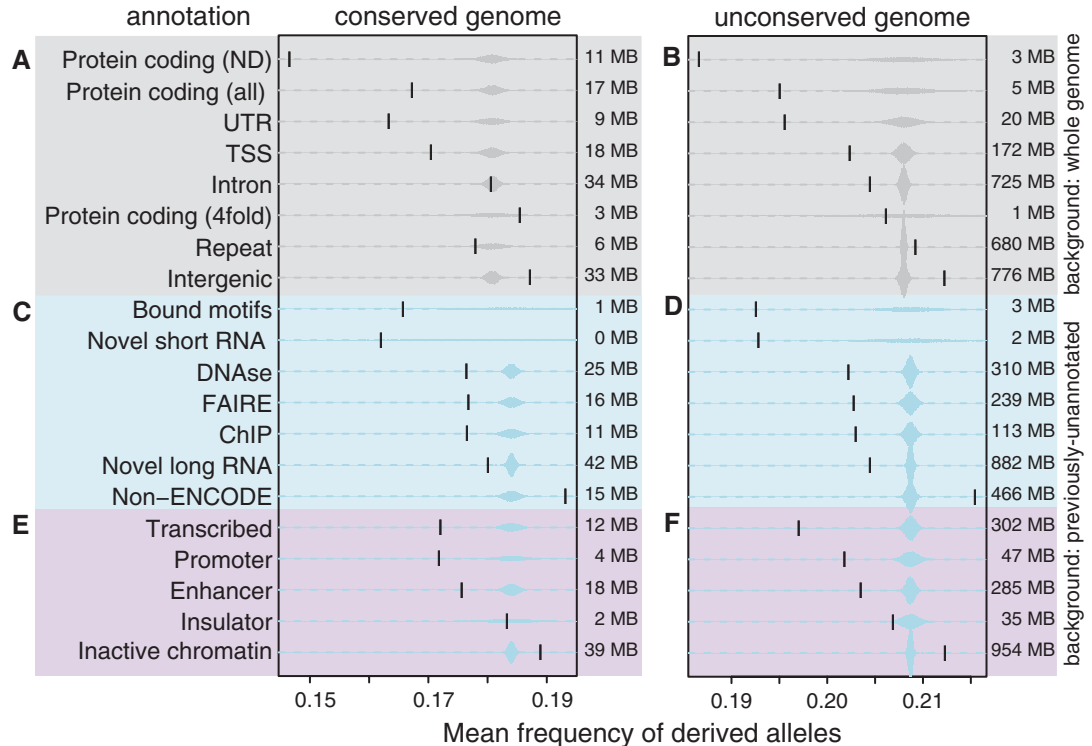 annotation conserved genome unconserved genome
A B
Protein coding (ND) 11 MB 3 MB
Protein coding (all) 17 MB 5 MB
UTR 9 MB 20 MB
TSS 18 MB 172 MB
Intron 34 MB 725 MB
Protein coding (4fold) 3 MB 1 MB
Repeat 6 MB 680 MB
Intergenic 33 MB 776 MB
background: whole genome
C D
Bound motifs 1 MB 3 MB
Novel short RNA 0 MB 2 MB
DNAse 25 MB 310 MB
FAIRE 16 MB 239 MB
ChIP 11 MB 113 MB
Novel long RNA 42 MB 882 MB
Non−ENCODE 15 MB 466 MB
E F
Transcribed 12 MB 302 MB
Promoter 4 MB 47 MB
Enhancer 18 MB 285 MB
Insulator 2 MB 35 MB
Inactive chromatin 39 MB 954 MB
background: previously-unannotated
0.15 0.17 0.19 0.19 0.20 0.21
Mean frequency of derived alleles